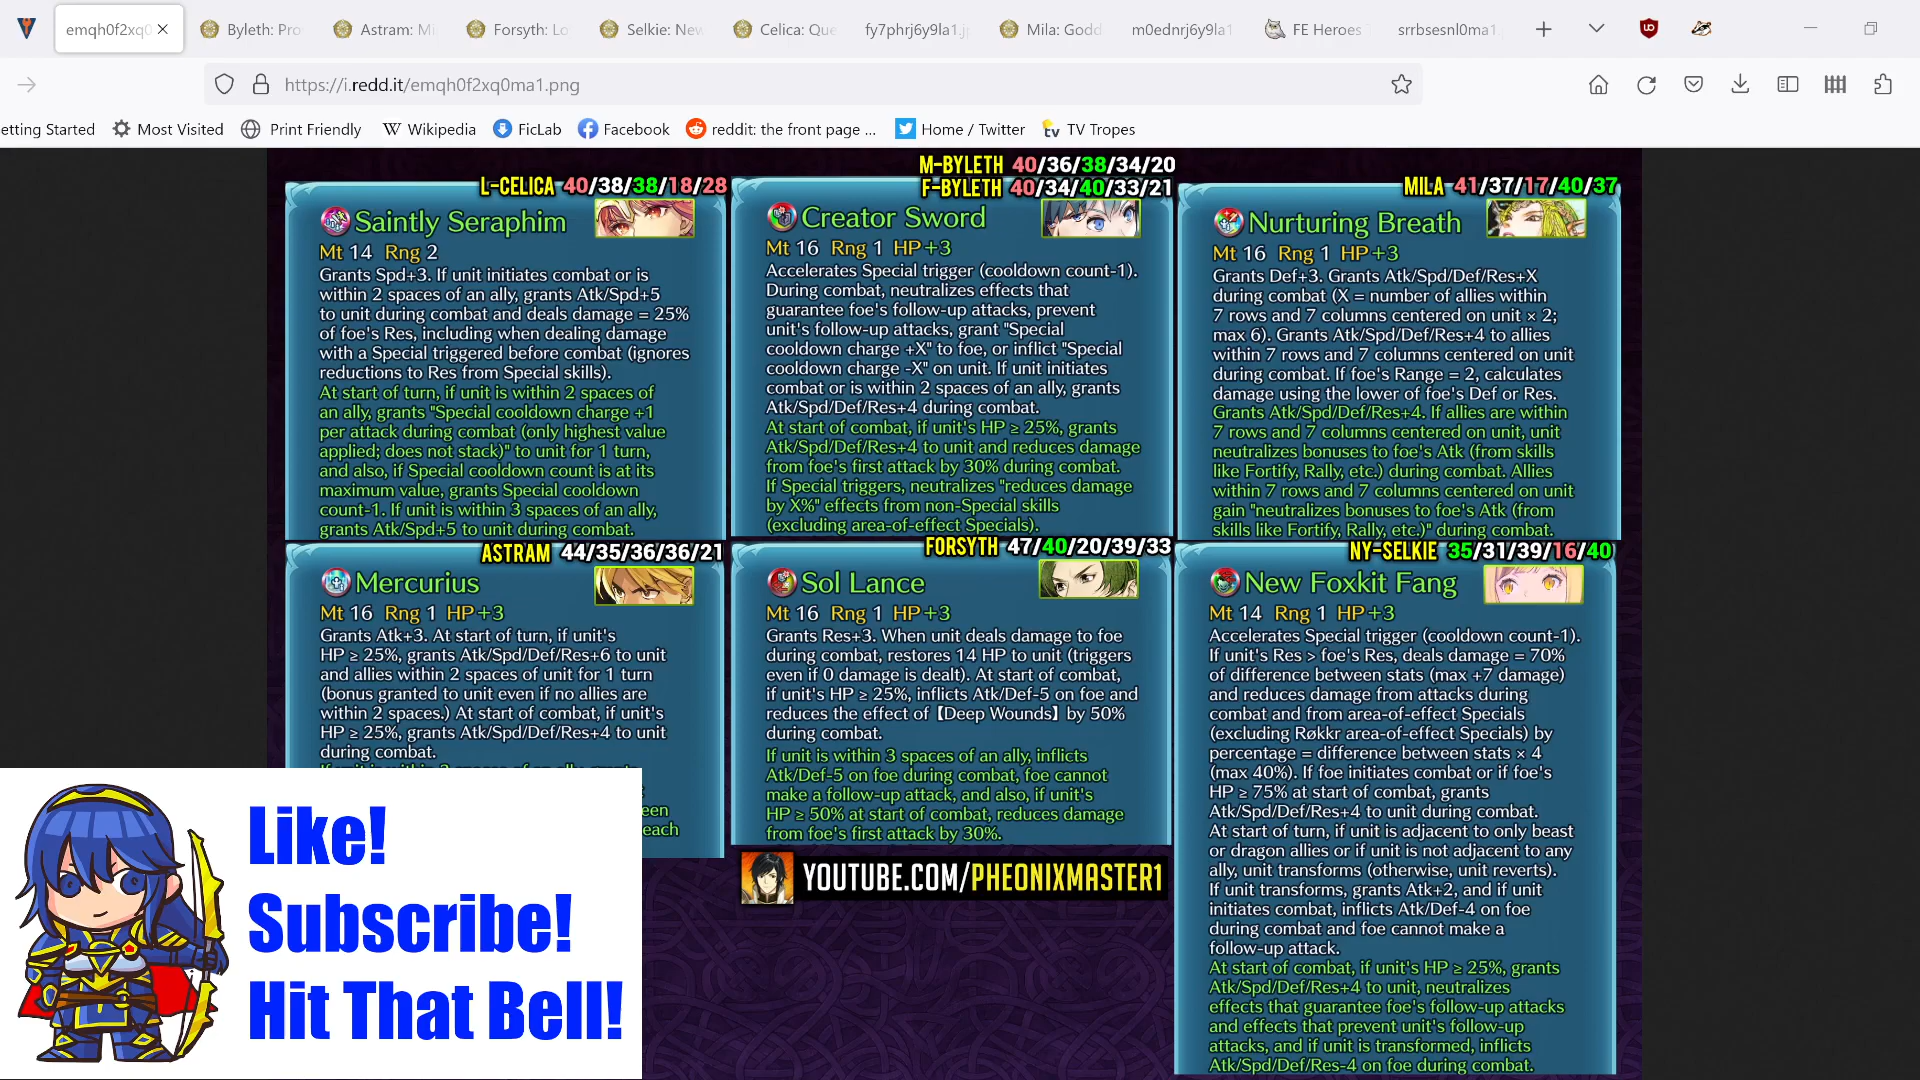 emqh0f2xq0
Byleth: Pro
Astram: Mi
Forsyth: Lo
Selkie: New
Celica: Que
fy7phrj6y9la1.j
Mila: Godd
m0ednrj6y9la1
FE Heroes
srrbsesnl0ma1
https://i.redd.it/emqh0f2xq0ma1.png
etting Started
Most Visited
Print Friendly
Wikipedia
FicLab
Facebook
reddit: the front page ...
Home / Twitter
TV Tropes
L-CELICA 40/38/38/18/28
Saintly Seraphim
Mt 14 Rng 2
Grants Spd+3. If unit initiates combat or is
within 2 spaces of an ally, grants Atk/Spd+5
to unit during combat and deals damage = 25%
of foe's Res, including when dealing damage
with a Special triggered before combat (ignores
reductions to Res from Special skills).
At start of turn, if unit is within 2 spaces of
an ally, grants "Special cooldown charge +1
per attack during combat (only highest value
applied; does not stack)" to unit for 1 turn,
and also, if Special cooldown count is at its
maximum value, grants Special cooldown
count-1. If unit is within 3 spaces of an ally,
grants Atk/Spd+5 to unit during combat.
M-BYLETH 40/36/38/34/20
F-BYLETH 40/34/40/33/21
Creator Sword
Mt 16 Rng 1 HP+3
Accelerates Special trigger (cooldown count-1).
During combat, neutralizes effects that
guarantee foe's follow-up attacks, prevent
unit's follow-up attacks, grant "Special
cooldown charge +X" to foe, or inflict "Special
cooldown charge -X" on unit. If unit initiates
combat or is within 2 spaces of an ally, grants
Atk/Spd/Def/Res+4 during combat.
At start of combat, if unit's HP ≥ 25%, grants
Atk/Spd/Def/Res+4 to unit and reduces damage
from foe's first attack by 30% during combat.
If Special triggers, neutralizes "reduces damage
by X%" effects from non-Special skills
(excluding area-of-effect Specials).
MILA 41/37/17/40/37
Nurturing Breath
Mt 16 Rng 1 HP+3
Grants Def+3. Grants Atk/Spd/Def/Res+X
during combat (X = number of allies within
7 rows and 7 columns centered on unit × 2;
max 6). Grants Atk/Spd/Def/Res+4 to allies
within 7 rows and 7 columns centered on unit
during combat. If foe's Range = 2, calculates
damage using the lower of foe's Def or Res.
Grants Atk/Spd/Def/Res+4. If allies are within
7 rows and 7 columns centered on unit, unit
neutralizes bonuses to foe's Atk (from skills
like Fortify, Rally, etc.) during combat. Allies
within 7 rows and 7 columns centered on unit
gain "neutralizes bonuses to foe's Atk (from
skills like Fortify, Rally, etc.)" during combat.
ASTRAM 44/35/36/36/21
Mercurius
Mt 16 Rng 1 HP+3
Grants Atk+3. At start of turn, if unit's
HP ≥ 25%, grants Atk/Spd/Def/Res+6 to unit
and allies within 2 spaces of unit for 1 turn
(bonus granted to unit even if no allies are
within 2 spaces.) At start of combat, if unit's
HP ≥ 25%, grants Atk/Spd/Def/Res+4 to unit
during combat.
een
each
FORSYTH 47/40/20/39/33
Sol Lance
Mt 16 Rng 1 HP+3
Grants Res+3. When unit deals damage to foe
during combat, restores 14 HP to unit (triggers
even if 0 damage is dealt). At start of combat,
if unit's HP ≥ 25%, inflicts Atk/Def-5 on foe and
reduces the effect of【Deep Wounds】by 50%
during combat.
If unit is within 3 spaces of an ally, inflicts
Atk/Def-5 on foe during combat, foe cannot
make a follow-up attack, and also, if unit's
HP ≥ 50% at start of combat, reduces damage
from foe's first attack by 30%.
YOUTUBE.COM/PHEONIXMASTER1
NY-SELKIE 35/31/39/16/40
New Foxkit Fang
Mt 14 Rng 1 HP+3
Accelerates Special trigger (cooldown count-1).
If unit's Res > foe's Res, deals damage = 70%
of difference between stats (max +7 damage)
and reduces damage from attacks during
combat and from area-of-effect Specials
(excluding Røkkr area-of-effect Specials) by
percentage = difference between stats × 4
(max 40%). If foe initiates combat or if foe's
HP ≥ 75% at start of combat, grants
Atk/Spd/Def/Res+4 to unit during combat.
At start of turn, if unit is adjacent to only beast
or dragon allies or if unit is not adjacent to any
ally, unit transforms (otherwise, unit reverts).
If unit transforms, grants Atk+2, and if unit
initiates combat, inflicts Atk/Def-4 on foe
during combat and foe cannot make a
follow-up attack.
At start of combat, if unit's HP ≥ 25%, grants
Atk/Spd/Def/Res+4 to unit, neutralizes
effects that guarantee foe's follow-up attacks
and effects that prevent unit's follow-up
attacks, and if unit is transformed, inflicts
Atk/Spd/Def/Res-4 on foe during combat.
Like!
Subscribe!
Hit That Bell!